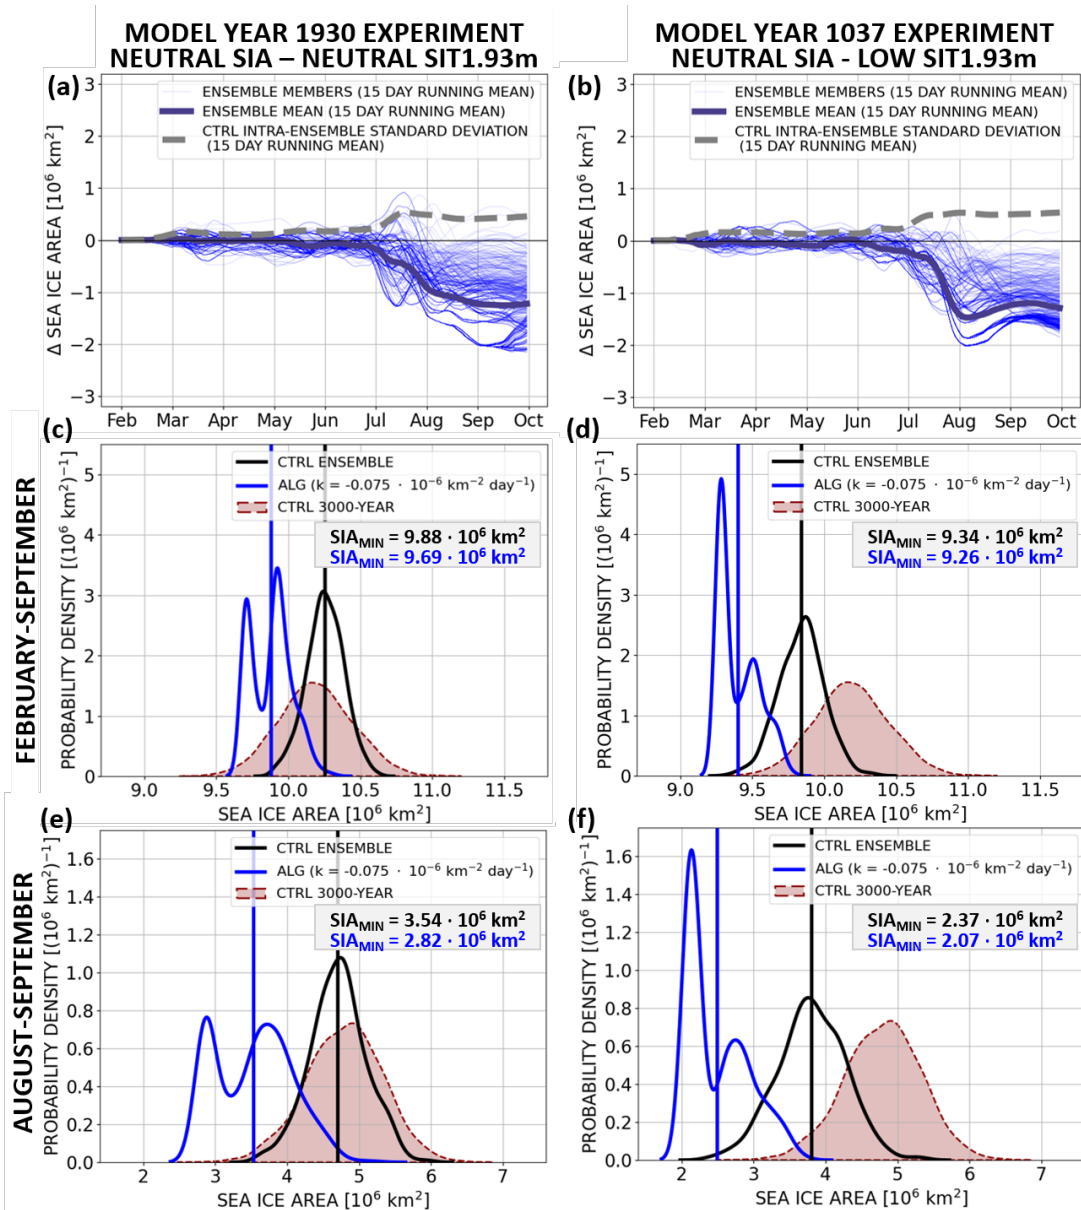 MODEL YEAR 1930 EXPERIMENT
NEUTRAL SIA – NEUTRAL SIT1.93m
MODEL YEAR 1037 EXPERIMENT
NEUTRAL SIA - LOW SIT1.93m
(a)
ENSEMBLE MEMBERS (15 DAY RUNNING MEAN)
ENSEMBLE MEAN (15 DAY RUNNING MEAN)
CTRL INTRA-ENSEMBLE STANDARD DEVIATION
(15 DAY RUNNING MEAN)
Δ SEA ICE AREA [10⁶ km²]
3
2
1
0
−1
−2
−3
Feb Mar Apr May Jun Jul Aug Sep Oct
(b)
ENSEMBLE MEMBERS (15 DAY RUNNING MEAN)
ENSEMBLE MEAN (15 DAY RUNNING MEAN)
CTRL INTRA-ENSEMBLE STANDARD DEVIATION
(15 DAY RUNNING MEAN)
Δ SEA ICE AREA [10⁶ km²]
3
2
1
0
−1
−2
−3
Feb Mar Apr May Jun Jul Aug Sep Oct
FEBRUARY-SEPTEMBER
(c)
CTRL ENSEMBLE
ALG (k = -0.075 · 10⁻⁶ km⁻² day⁻¹)
CTRL 3000-YEAR
SIA_MIN = 9.88 · 10⁶ km²
SIA_MIN = 9.69 · 10⁶ km²
PROBABILITY DENSITY [(10⁶ km²)⁻¹]
5
4
3
2
1
0
9.0 9.5 10.0 10.5 11.0 11.5
SEA ICE AREA [10⁶ km²]
(d)
CTRL ENSEMBLE
ALG (k = -0.075 · 10⁻⁶ km⁻² day⁻¹)
CTRL 3000-YEAR
SIA_MIN = 9.34 · 10⁶ km²
SIA_MIN = 9.26 · 10⁶ km²
PROBABILITY DENSITY [(10⁶ km²)⁻¹]
5
4
3
2
1
0
9.0 9.5 10.0 10.5 11.0 11.5
SEA ICE AREA [10⁶ km²]
AUGUST-SEPTEMBER
(e)
CTRL ENSEMBLE
ALG (k = -0.075 · 10⁻⁶ km⁻² day⁻¹)
CTRL 3000-YEAR
SIA_MIN = 3.54 · 10⁶ km²
SIA_MIN = 2.82 · 10⁶ km²
PROBABILITY DENSITY [(10⁶ km²)⁻¹]
1.6
1.4
1.2
1.0
0.8
0.6
0.4
0.2
0.0
2 3 4 5 6 7
SEA ICE AREA [10⁶ km²]
(f)
CTRL ENSEMBLE
ALG (k = -0.075 · 10⁻⁶ km⁻² day⁻¹)
CTRL 3000-YEAR
SIA_MIN = 2.37 · 10⁶ km²
SIA_MIN = 2.07 · 10⁶ km²
PROBABILITY DENSITY [(10⁶ km²)⁻¹]
1.6
1.4
1.2
1.0
0.8
0.6
0.4
0.2
0.0
2 3 4 5 6 7
SEA ICE AREA [10⁶ km²]